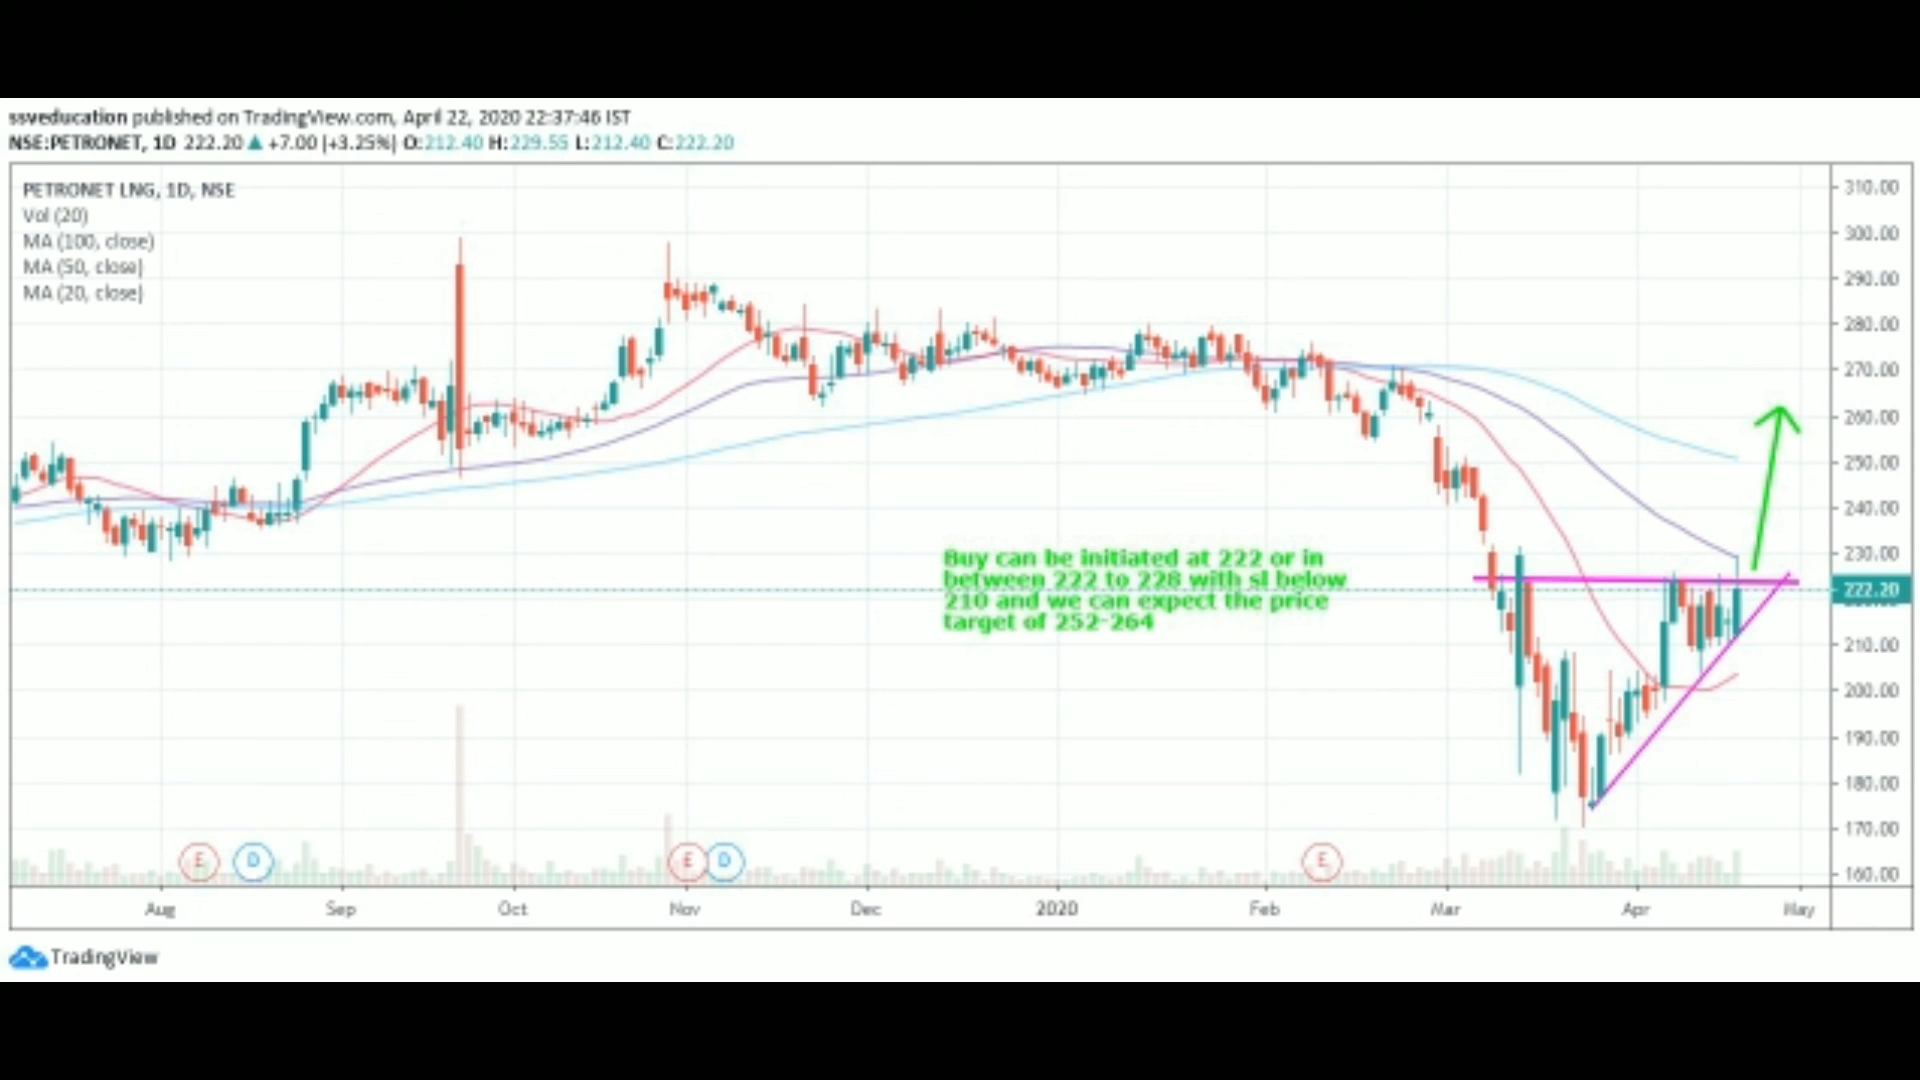 ssveducation published on TradingView.com, April 22, 2020 22:37:46 IST
NSE:PETRONET, 1D 222.20 ▲ +7.00 (+3.25%) O:212.40 H:229.55 L:212.40 C:222.20
PETRONET LNG, 1D, NSE
Vol (20)
MA (100, close)
MA (50, close)
MA (20, close)
310.00
300.00
290.00
280.00
270.00
260.00
250.00
240.00
230.00
222.20
210.00
200.00
190.00
180.00
170.00
160.00
Buy can be initiated at 222 or in
between 222 to 228 with sl below
210 and we can expect the price
target of 252-264
E D E D E
Aug Sep Oct Nov Dec 2020 Feb Mar Apr May
TradingView